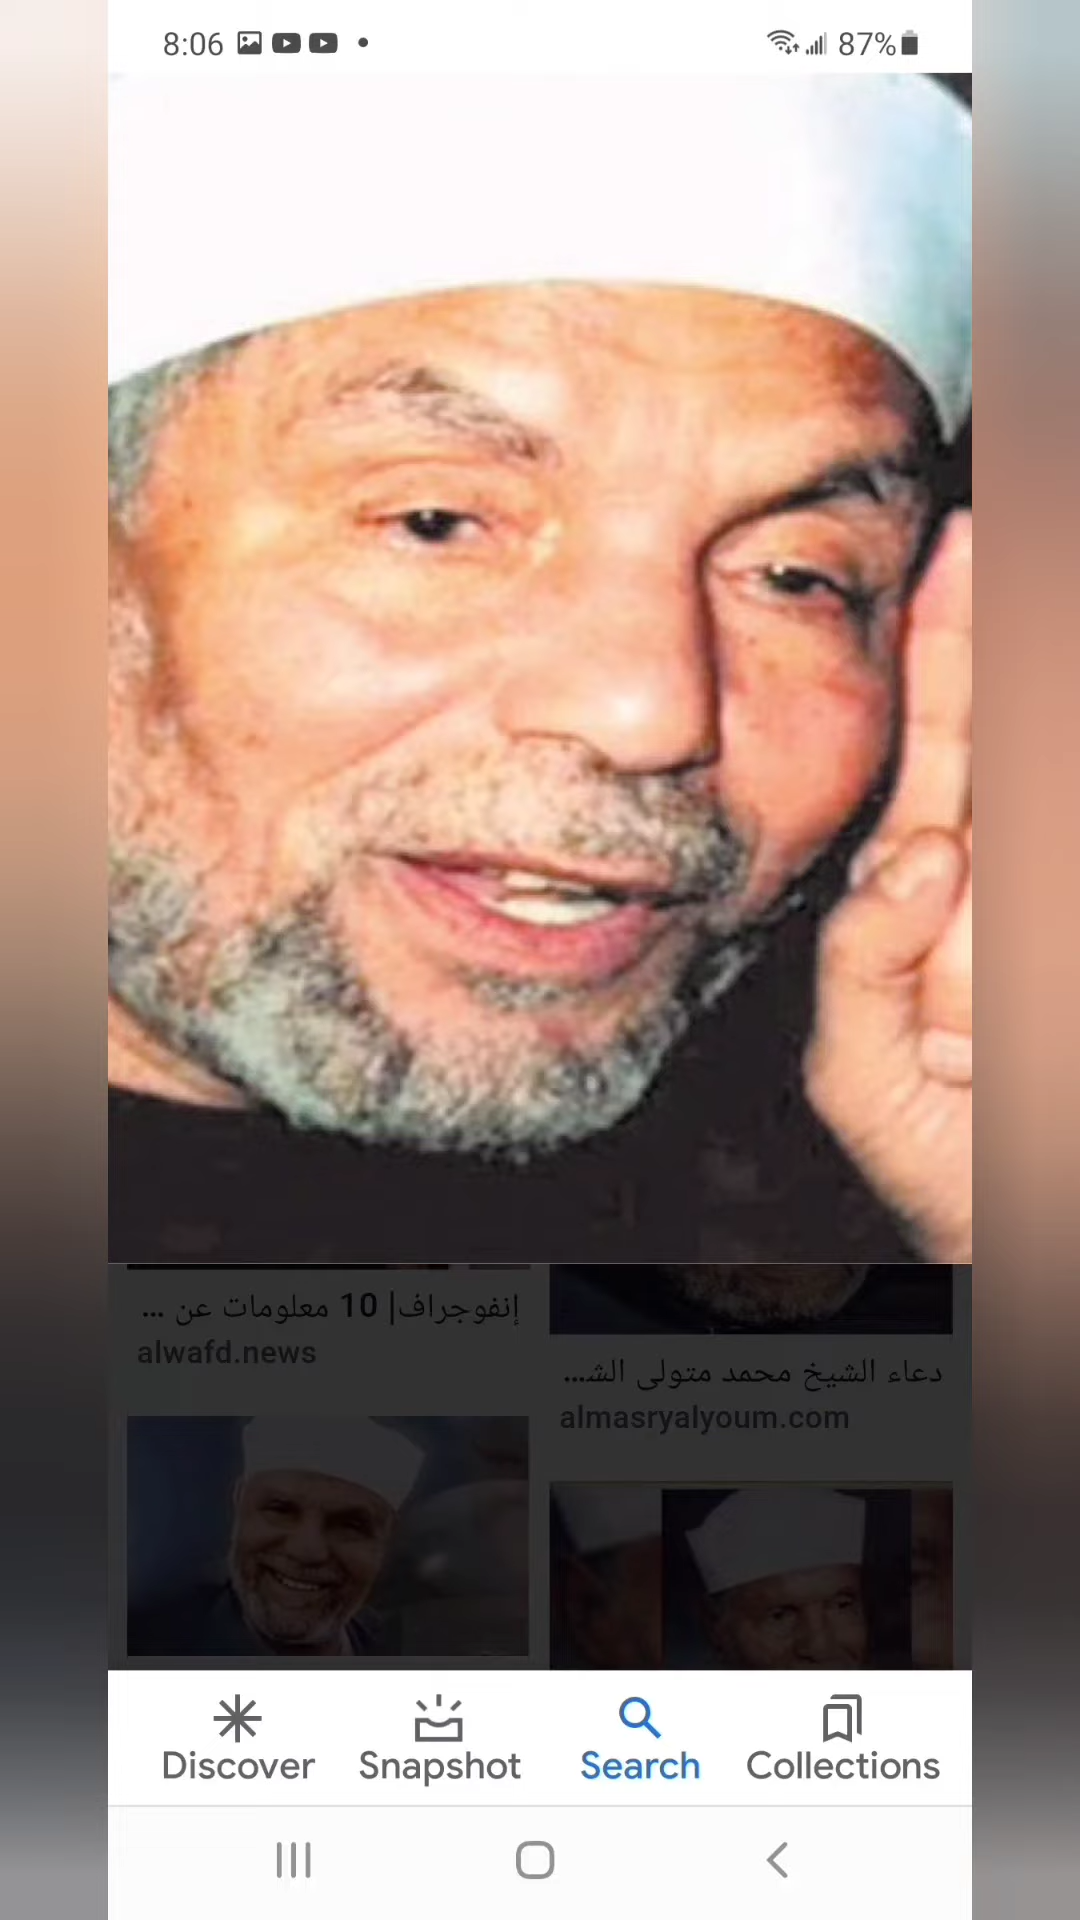 8:06
87%
إنفوجراف| 10 معلومات عن ...
alwafd.news
دعاء الشيخ محمد متولى الشـ...
almasryalyoum.com
Discover Snapshot Search Collections